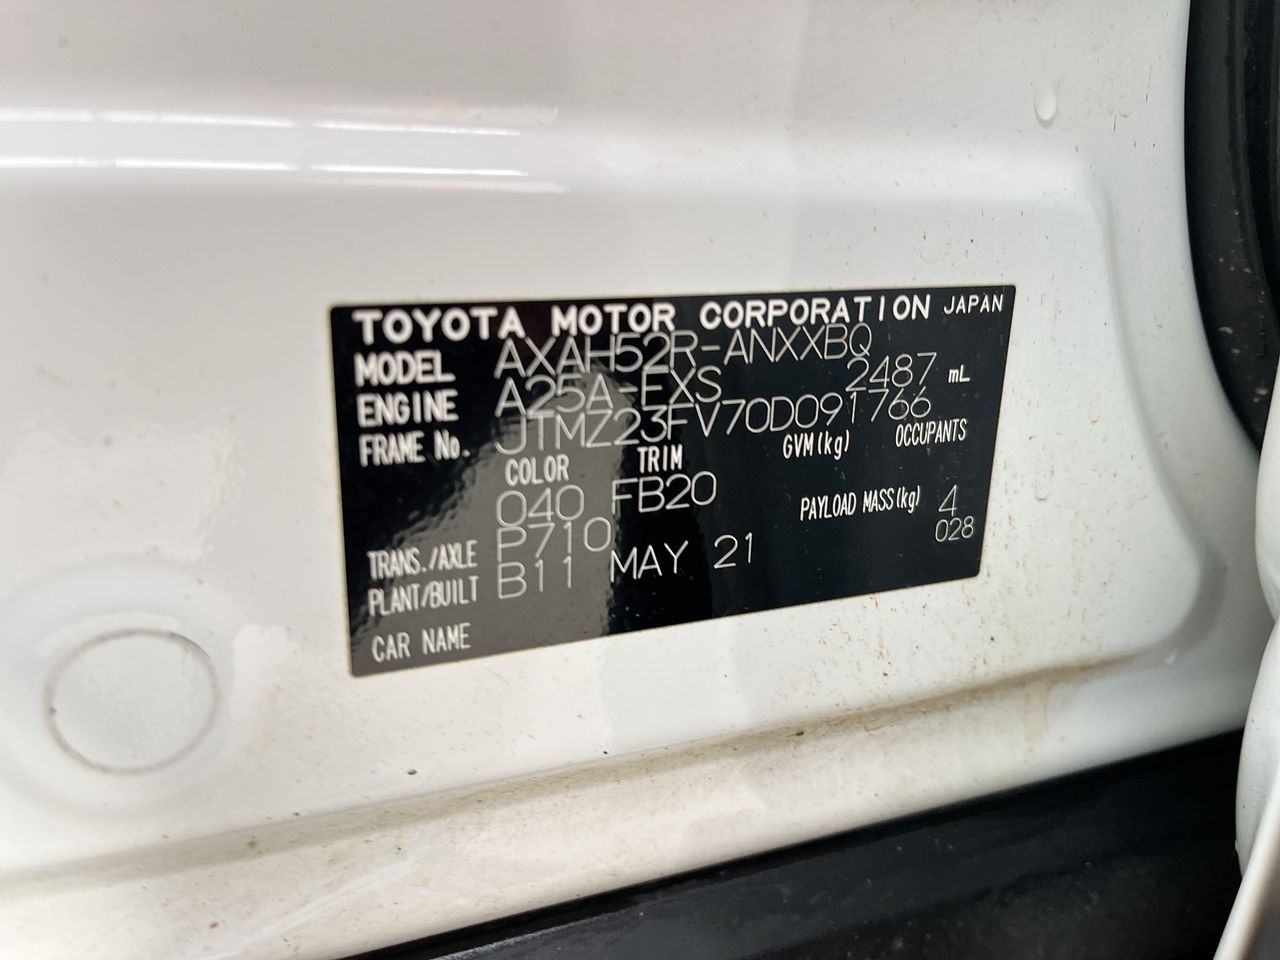 TOYOTA MOTOR CORPORATION JAPAN
MODEL AXAH52R-ANXXBQ
ENGINE A25A-FXS 2487 mL
FRAME No. JTMZ23FV70D091766
COLOR TRIM GVM(kg) OCCUPANTS
040 FB20
TRANS./AXLE P710 PAYLOAD MASS(kg) 4
PLANT/BUILT B11 MAY 21 028
CAR NAME